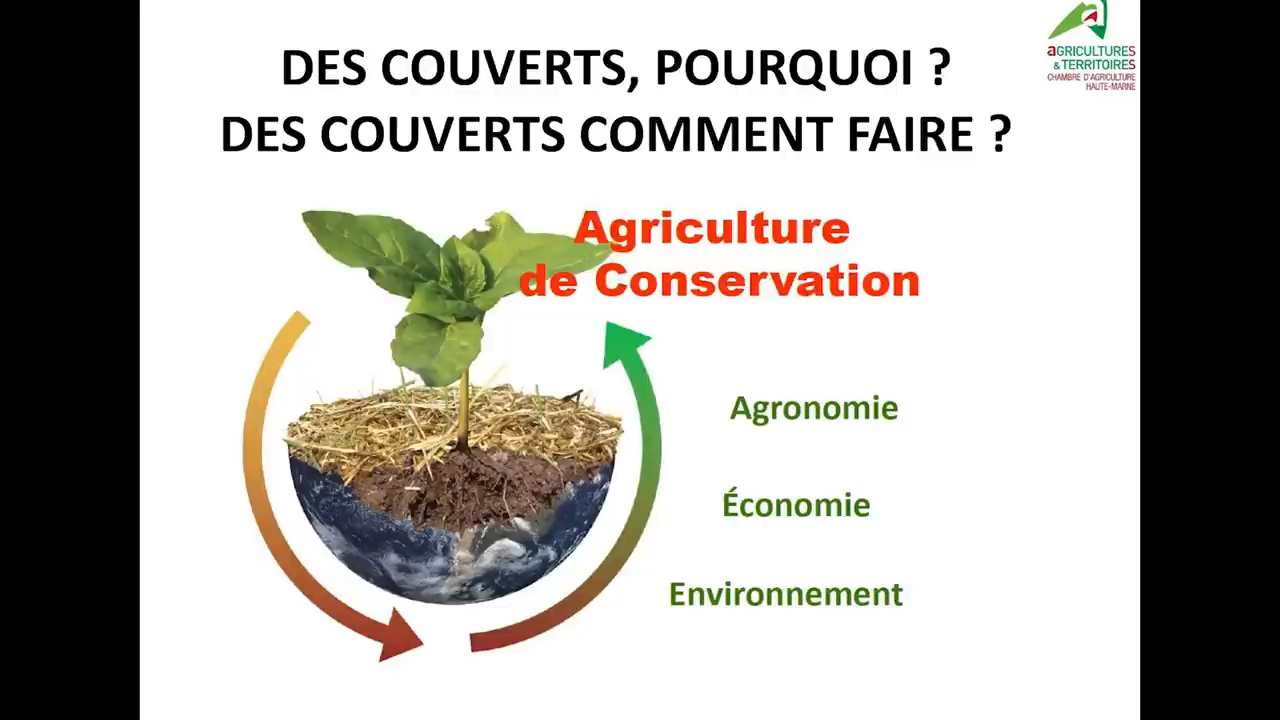 DES COUVERTS, POURQUOI ?
DES COUVERTS COMMENT FAIRE ?
aGRICULTURES
& TERRITOIRES
CHAMBRE D'AGRICULTURE
HAUTE-MARNE
Agriculture
de Conservation
Agronomie
Économie
Environnement